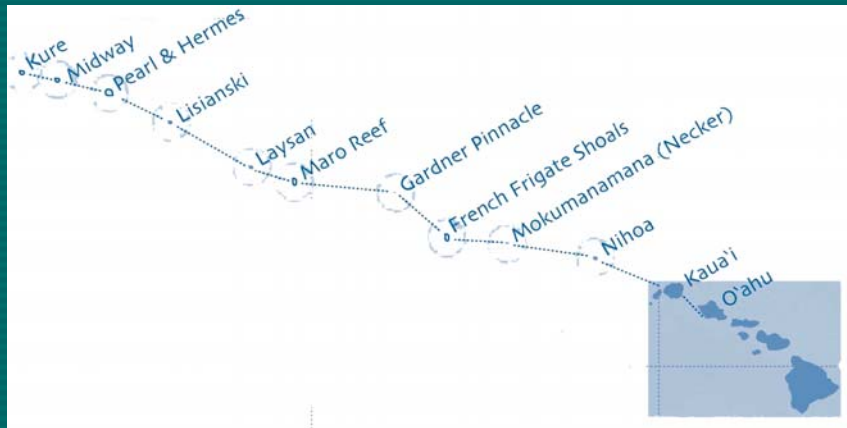 Kure
Midway
Pearl & Hermes
Lisianski
Laysan
Maro Reef
Gardner Pinnacle
French Frigate Shoals
Mokumanamana (Necker)
Nihoa
Kaua`i
O`ahu